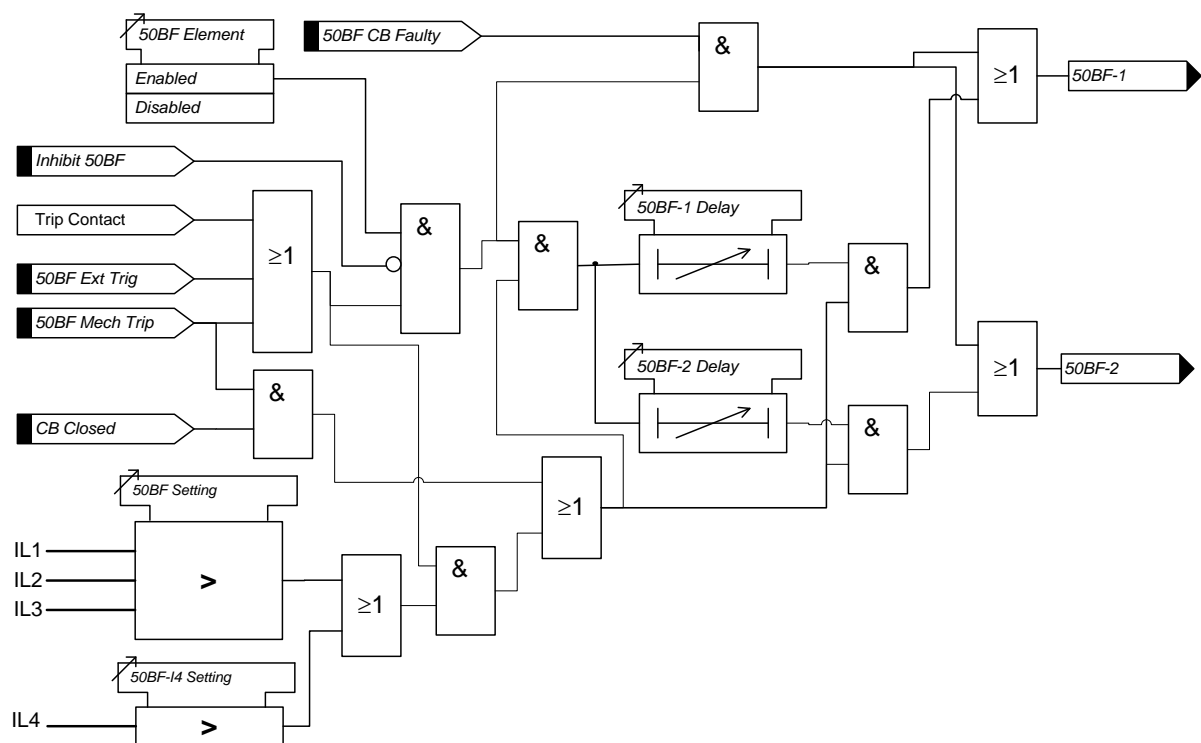 50BF Element
50BF CB Faulty
&
Enabled
≥1
50BF-1
Disabled
Inhibit 50BF
Trip Contact
50BF-1 Delay
&
&
≥1
50BF Ext Trig
&
50BF Mech Trip
50BF-2 Delay
≥1
50BF-2
&
CB Closed
&
50BF Setting
≥1
IL1
IL2
IL3
>
&
≥1
50BF-I4 Setting
IL4
>